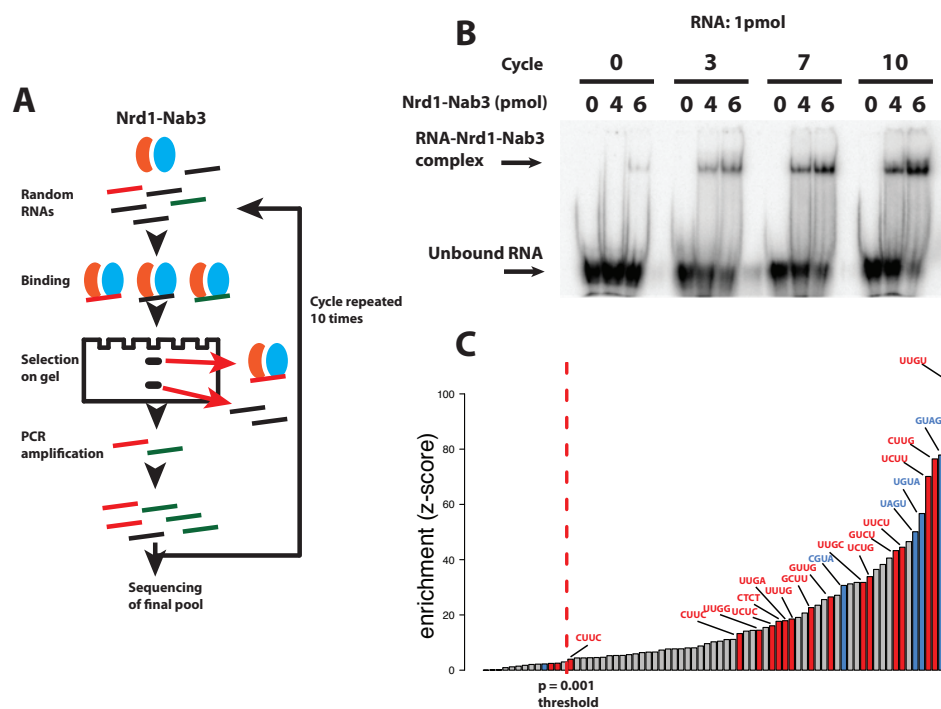 A
Nrd1-Nab3
Random
RNAs
Binding
Selection
on gel
PCR
amplification
Cycle repeated
10 times
Sequencing
of final pool
B
RNA: 1pmol
Cycle 0 3 7 10
Nrd1-Nab3 (pmol) 0 4 6 0 4 6 0 4 6 0 4 6
RNA-Nrd1-Nab3
complex
Unbound RNA
C
enrichment (z-score)
100
80
60
40
20
0
p = 0.001
threshold
CUUC
CUUC
UUGG
UCUC
CTCT
UUGA
UUUG
GCUU
GUUG
CGUA
UUGC
UCUG
GUCU
UUCU
UAGU
UGUA
UCUU
CUUG
GUAG
UUGU